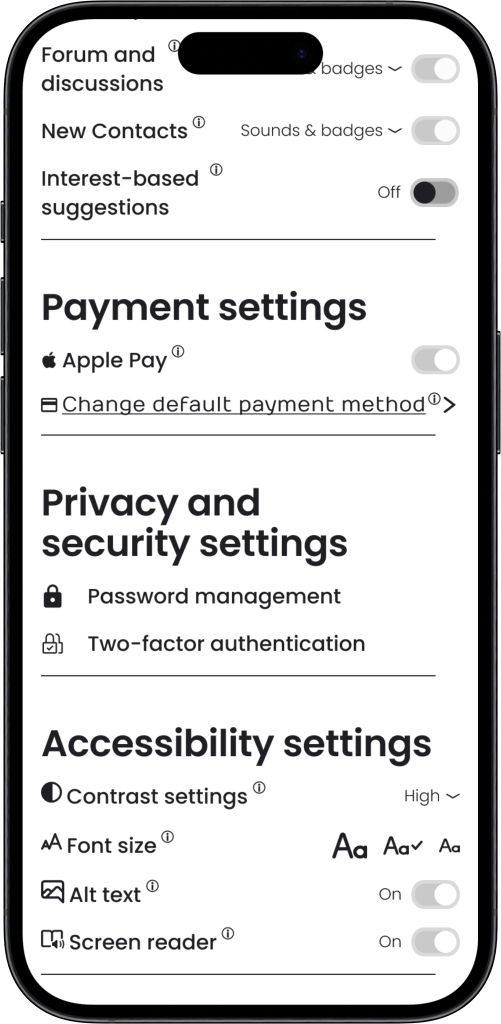 Forum and
discussions
& badges
New Contacts
Sounds & badges
Interest-based
suggestions
Off
Payment settings
Apple Pay
Change default payment method
Privacy and
security settings
Password management
Two-factor authentication
Accessibility settings
Contrast settings
High
Font size
Aa Aa Aa
Alt text
On
Screen reader
On